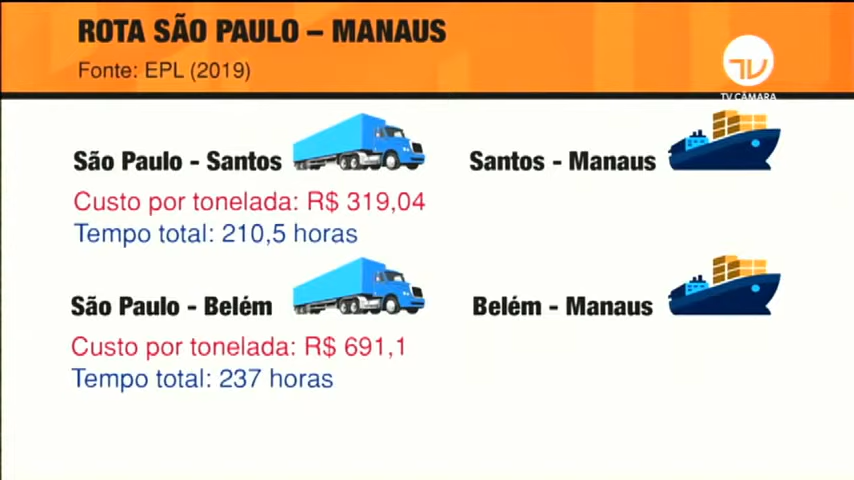 ROTA SÃO PAULO – MANAUS
Fonte: EPL (2019)
TV CÂMARA
São Paulo - Santos
Santos - Manaus
Custo por tonelada: R$ 319,04
Tempo total: 210,5 horas
São Paulo - Belém
Belém - Manaus
Custo por tonelada: R$ 691,1
Tempo total: 237 horas